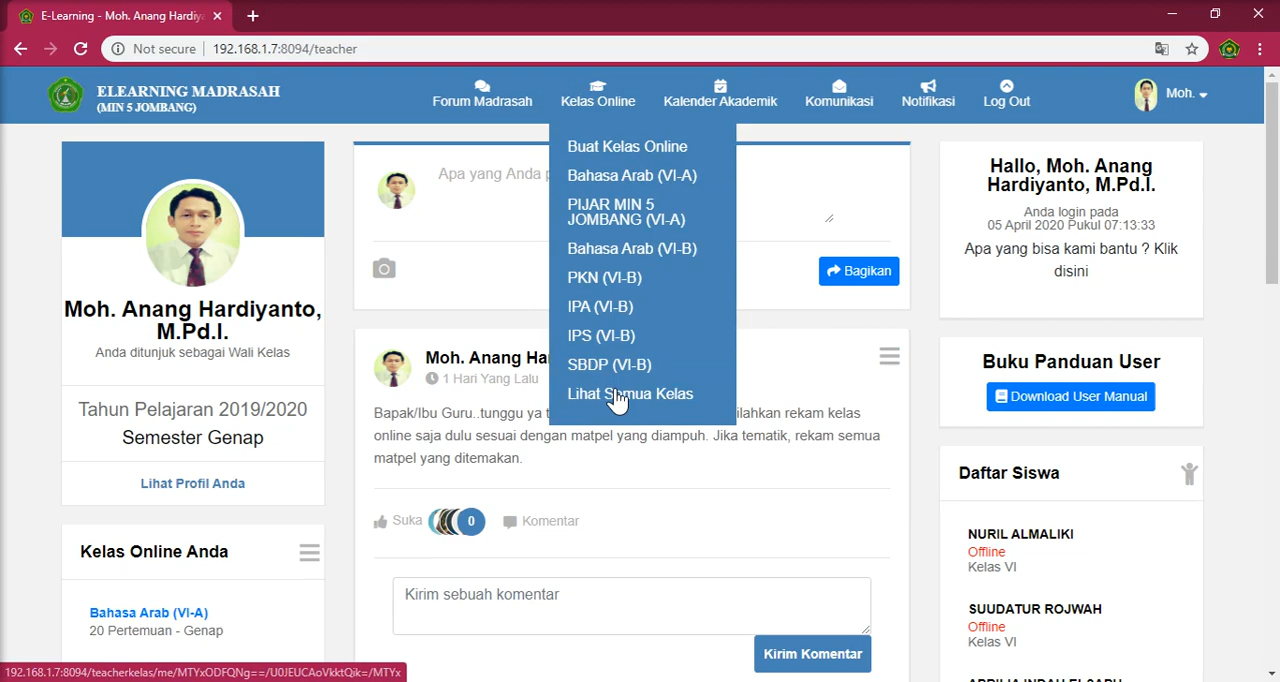 E-Learning - Moh. Anang Hardiya
Not secure
192.168.1.7:8094/teacher
ELEARNING MADRASAH
(MIN 5 JOMBANG)
Forum Madrasah
Kelas Online
Kalender Akademik
Komunikasi
Notifikasi
Log Out
Moh.
Buat Kelas Online
Bahasa Arab (VI-A)
PIJAR MIN 5
JOMBANG (VI-A)
Bahasa Arab (VI-B)
PKN (VI-B)
IPA (VI-B)
IPS (VI-B)
SBDP (VI-B)
Lihat Semua Kelas
Moh. Anang Hardiyanto,
M.Pd.I.
Anda ditunjuk sebagai Wali Kelas
Tahun Pelajaran 2019/2020
Semester Genap
Lihat Profil Anda
Kelas Online Anda
Bahasa Arab (VI-A)
20 Pertemuan - Genap
Apa yang Anda
Bagikan
Moh. Anang Ha
1 Hari Yang Lalu
Bapak/Ibu Guru..tunggu ya ilahkan rekam kelas
online saja dulu sesuai dengan matpel yang diampuh. Jika tematik, rekam semua
matpel yang ditemakan.
Suka
0
Komentar
Kirim sebuah komentar
Kirim Komentar
Hallo, Moh. Anang
Hardiyanto, M.Pd.I.
Anda login pada
05 April 2020 Pukul 07:13:33
Apa yang bisa kami bantu ? Klik
disini
Buku Panduan User
Download User Manual
Daftar Siswa
NURIL ALMALIKI
Offline
Kelas VI
SUUDATUR ROJWAH
Offline
Kelas VI
192.168.1.7:8094/teacherkelas/me/MTYxODFQNg==/U0JEUCAoVkktQik=/MTYx